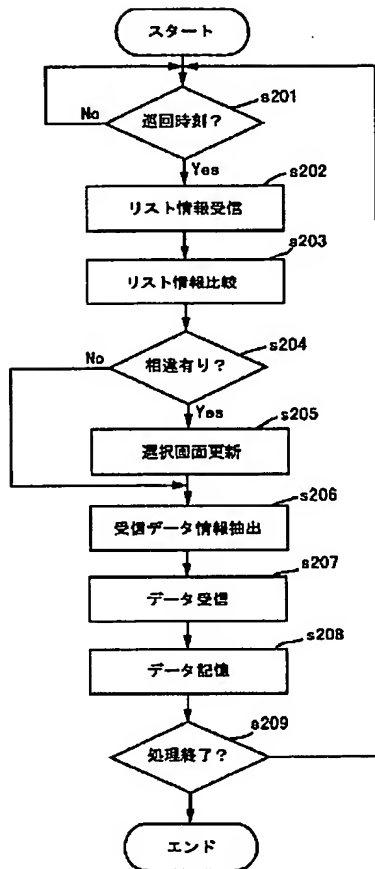 スタート
s201
No
巡回時刻?
Yes
s202
リスト情報受信
s203
リスト情報比較
s204
No
相違有り?
Yes
s205
選択画面更新
s206
受信データ情報抽出
s207
データ受信
s208
データ記憶
s209
処理終了?
エンド